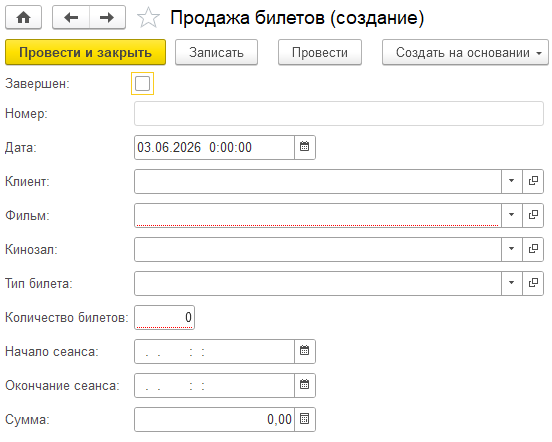 Продажа билетов (создание)
Провести и закрыть Записать Провести Создать на основании
Завершен:
Номер:
Дата: 03.06.2026 0:00:00
Клиент:
Фильм:
Кинозал:
Тип билета:
Количество билетов: 0
Начало сеанса: . . : :
Окончание сеанса: . . : :
Сумма: 0,00